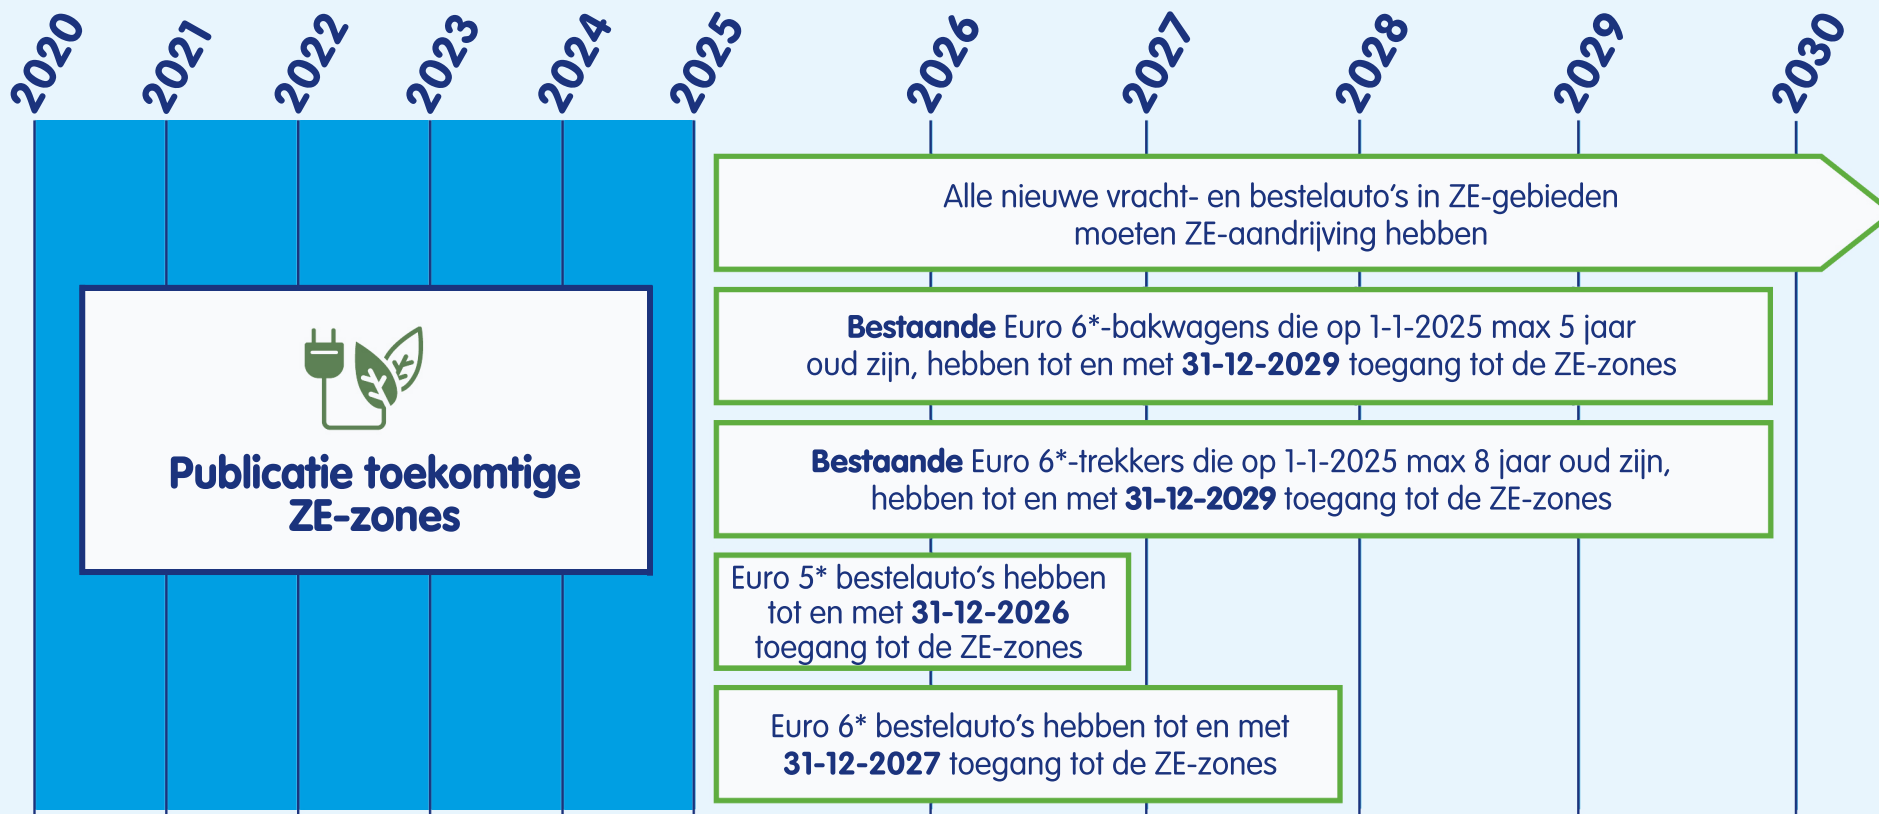 2020
2021
2022
2023
2024
2025
2026
2027
2028
2029
2030
Alle nieuwe vracht- en bestelauto's in ZE-gebieden
moeten ZE-aandrijving hebben
Bestaande Euro 6*-bakwagens die op 1-1-2025 max 5 jaar
oud zijn, hebben tot en met 31-12-2029 toegang tot de ZE-zones
Publicatie toekomtige
ZE-zones
Bestaande Euro 6*-trekkers die op 1-1-2025 max 8 jaar oud zijn,
hebben tot en met 31-12-2029 toegang tot de ZE-zones
Euro 5* bestelauto's hebben
tot en met 31-12-2026
toegang tot de ZE-zones
Euro 6* bestelauto's hebben tot en met
31-12-2027 toegang tot de ZE-zones